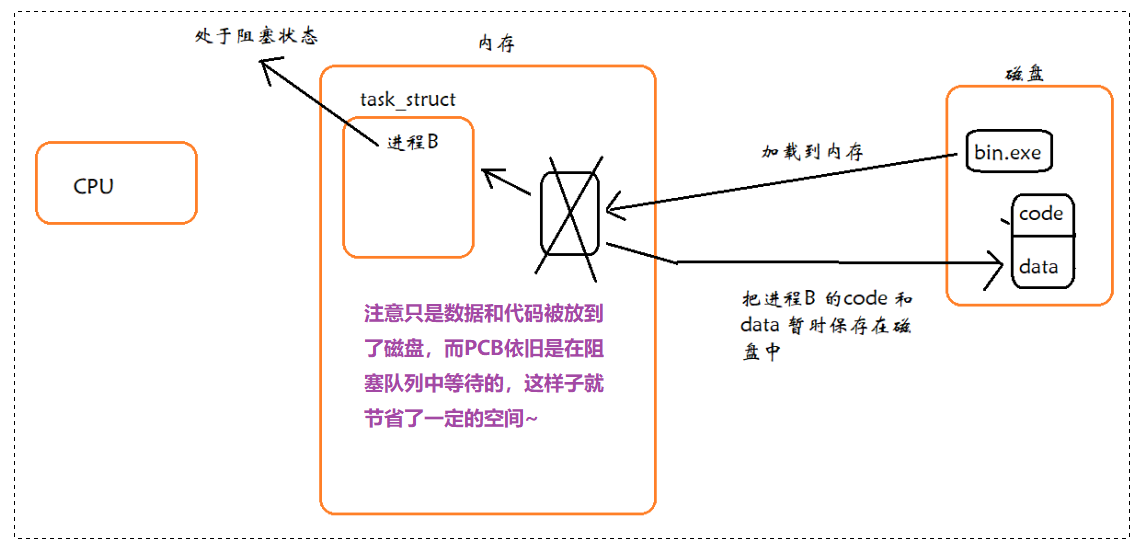 处于阻塞状态
内存
磁盘
task_struct
进程B
CPU
加载到内存
bin.exe
code
data
把进程B 的code 和
data 暂时保存在磁
盘中
注意只是数据和代码被放到
了磁盘，而PCB依旧是在阻
塞队列中等待的，这样子就
节省了一定的空间~